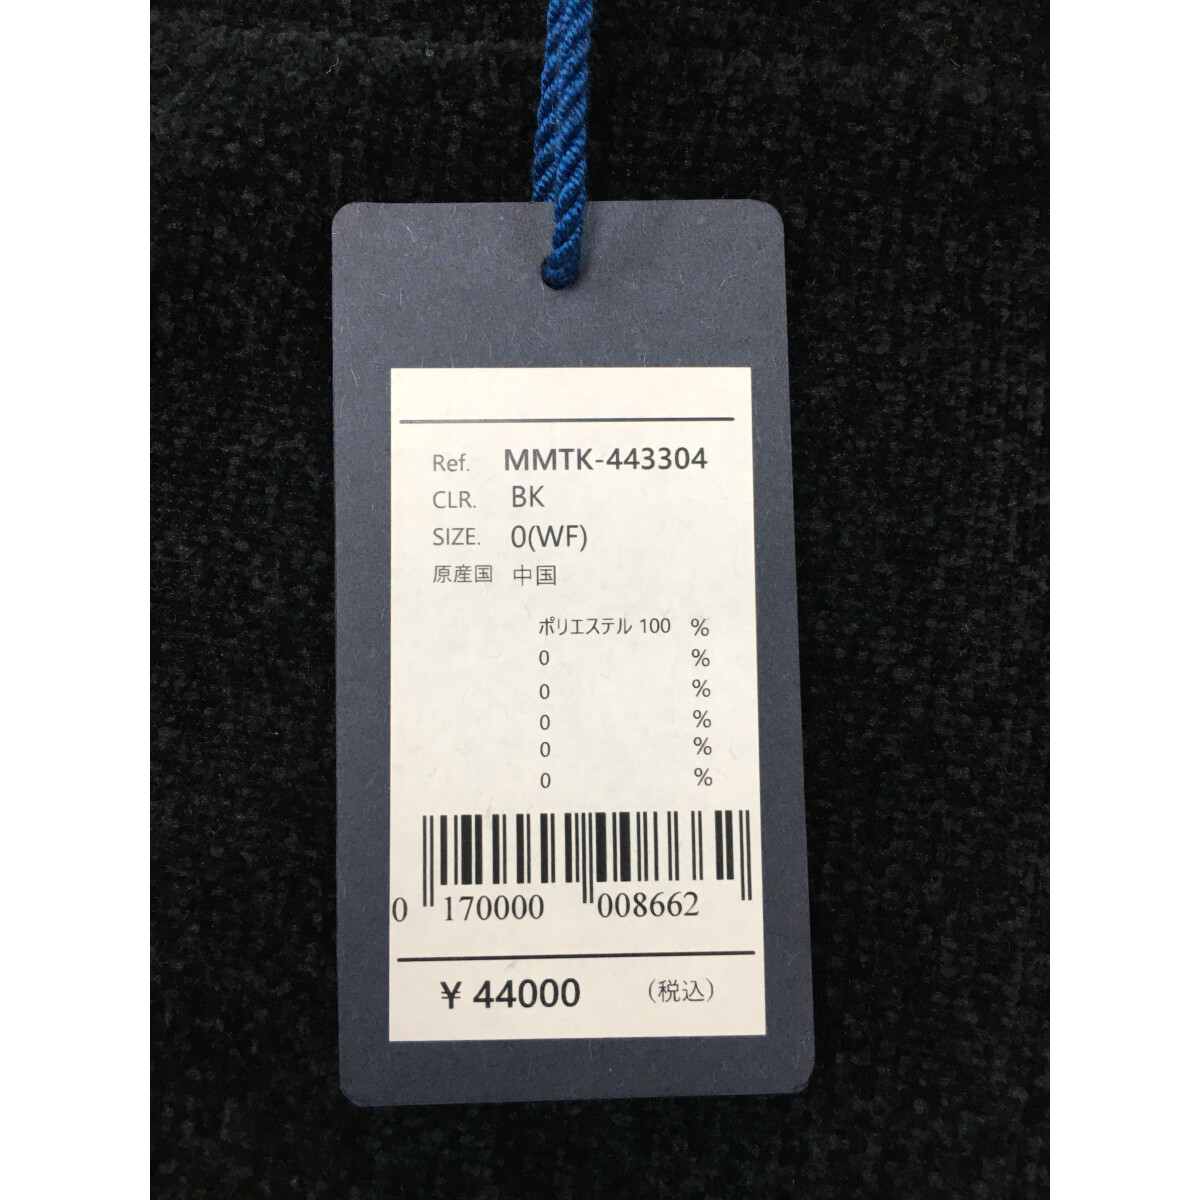 Ref. MMTK-443304
CLR. BK
SIZE. 0(WF)
原産国 中国
ポリエステル 100 %
0 %
0 %
0 %
0 %
0 %
0 170000 008662
¥ 44000 (税込)